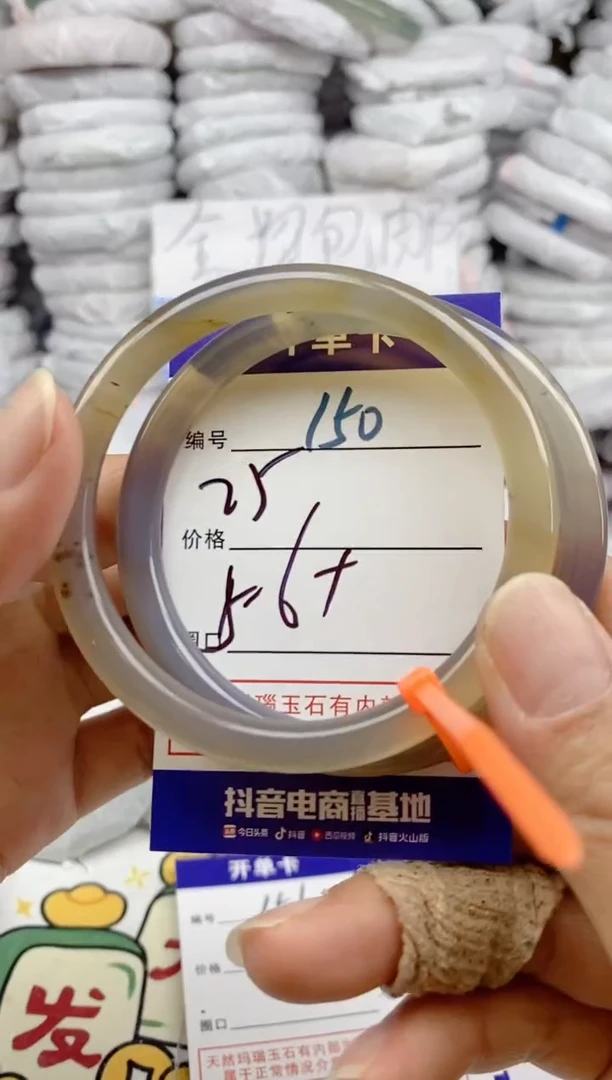 全场包邮
开单卡
编号 150
25
价格
56+
圈口
瑙玉石有内
抖音电商直播基地
今日头条 抖音 西瓜视频 抖音火山版
开单卡
编号 151
价格
圈口
天然玛瑙玉石有内部
属于正常情况介
发